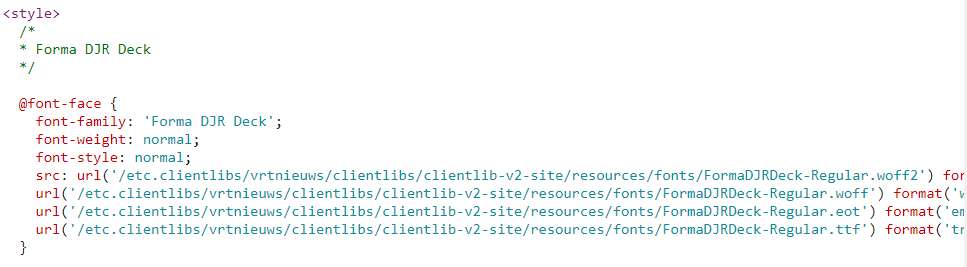 <style>
/*
* Forma DJR Deck
*/
@font-face {
font-family: 'Forma DJR Deck';
font-weight: normal;
font-style: normal;
src: url('/etc.clientlibs/vrtnieuws/clientlibs/clientlib-v2-site/resources/fonts/FormaDJRDeck-Regular.woff2') for
url('/etc.clientlibs/vrtnieuws/clientlibs/clientlib-v2-site/resources/fonts/FormaDJRDeck-Regular.woff') format('w
url('/etc.clientlibs/vrtnieuws/clientlibs/clientlib-v2-site/resources/fonts/FormaDJRDeck-Regular.eot') format('em
url('/etc.clientlibs/vrtnieuws/clientlibs/clientlib-v2-site/resources/fonts/FormaDJRDeck-Regular.ttf') format('tr
}